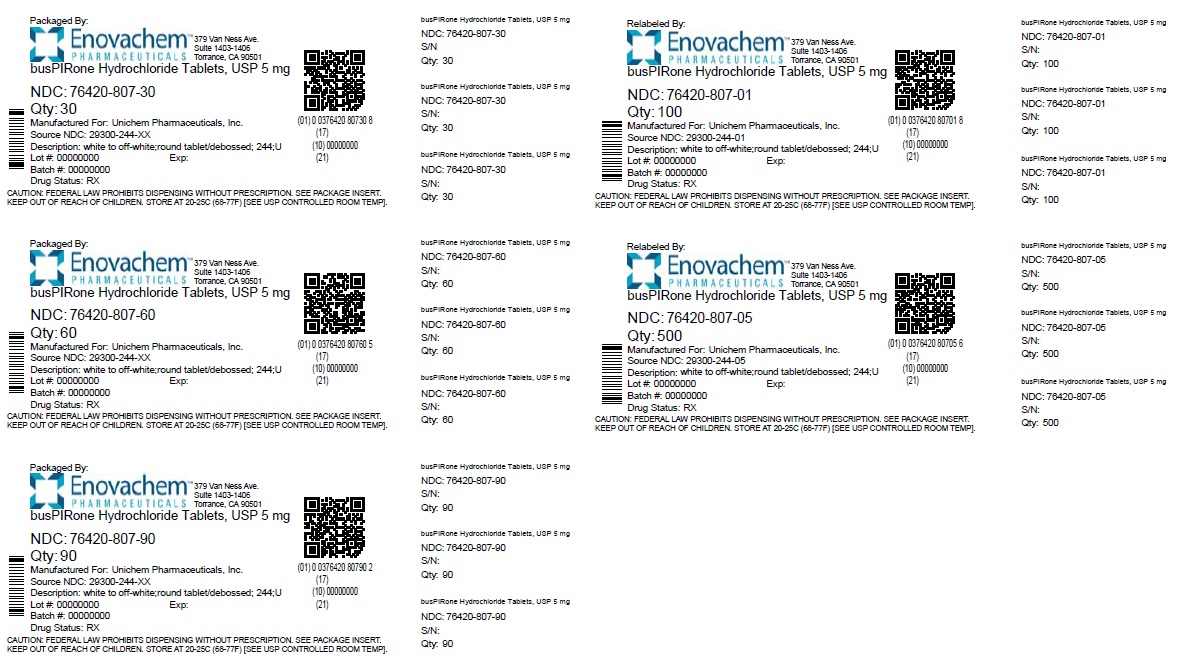 Packaged By:
Enovachem™
PHARMACEUTICALS
379 Van Ness Ave.
Suite 1403-1406
Torrance, CA 90501
busPIRone Hydrochloride Tablets, USP 5 mg
NDC: 76420-807-30
Qty: 30
Manufactured For: Unichem Pharmaceuticals, Inc.
Source NDC: 29300-244-XX
Description: white to off-white;round tablet/debossed; 244;U
Lot #: 00000000 Exp:
Batch #: 00000000
Drug Status: RX
CAUTION: FEDERAL LAW PROHIBITS DISPENSING WITHOUT PRESCRIPTION. SEE PACKAGE INSERT.
KEEP OUT OF REACH OF CHILDREN. STORE AT 20-25C (68-77F) [SEE USP CONTROLLED ROOM TEMP].
(01) 0 0376420 80730 8
(17)
(10) 00000000
(21)
busPIRone Hydrochloride Tablets, USP 5 mg
NDC: 76420-807-30
S/N
Qty: 30
busPIRone Hydrochloride Tablets, USP 5 mg
NDC: 76420-807-30
S/N:
Qty: 30
busPIRone Hydrochloride Tablets, USP 5 mg
NDC: 76420-807-30
S/N:
Qty: 30
Relabeled By:
Enovachem™
PHARMACEUTICALS
379 Van Ness Ave.
Suite 1403-1406
Torrance, CA 90501
busPIRone Hydrochloride Tablets, USP 5 mg
NDC: 76420-807-01
Qty: 100
Manufactured For: Unichem Pharmaceuticals, Inc.
Source NDC: 29300-244-01
Description: white to off-white;round tablet/debossed; 244;U
Lot #: 00000000 Exp:
Batch #: 00000000
Drug Status: RX
CAUTION: FEDERAL LAW PROHIBITS DISPENSING WITHOUT PRESCRIPTION. SEE PACKAGE INSERT.
KEEP OUT OF REACH OF CHILDREN. STORE AT 20-25C (68-77F) [SEE USP CONTROLLED ROOM TEMP].
(01) 0 0376420 80701 8
(17)
(10) 00000000
(21)
busPIRone Hydrochloride Tablets, USP 5 mg
NDC: 76420-807-01
S/N:
Qty: 100
busPIRone Hydrochloride Tablets, USP 5 mg
NDC: 76420-807-01
S/N:
Qty: 100
busPIRone Hydrochloride Tablets, USP 5 mg
NDC: 76420-807-01
S/N:
Qty: 100
Packaged By:
Enovachem™
PHARMACEUTICALS
379 Van Ness Ave.
Suite 1403-1406
Torrance, CA 90501
busPIRone Hydrochloride Tablets, USP 5 mg
NDC: 76420-807-60
Qty: 60
Manufactured For: Unichem Pharmaceuticals, Inc.
Source NDC: 29300-244-XX
Description: white to off-white;round tablet/debossed; 244;U
Lot #: 00000000 Exp:
Batch #: 00000000
Drug Status: RX
CAUTION: FEDERAL LAW PROHIBITS DISPENSING WITHOUT PRESCRIPTION. SEE PACKAGE INSERT.
KEEP OUT OF REACH OF CHILDREN. STORE AT 20-25C (68-77F) [SEE USP CONTROLLED ROOM TEMP].
(01) 0 0376420 80760 5
(17)
(10) 00000000
(21)
busPIRone Hydrochloride Tablets, USP 5 mg
NDC: 76420-807-60
S/N:
Qty: 60
busPIRone Hydrochloride Tablets, USP 5 mg
NDC: 76420-807-60
S/N:
Qty: 60
busPIRone Hydrochloride Tablets, USP 5 mg
NDC: 76420-807-60
S/N:
Qty: 60
Relabeled By:
Enovachem™
PHARMACEUTICALS
379 Van Ness Ave.
Suite 1403-1406
Torrance, CA 90501
busPIRone Hydrochloride Tablets, USP 5 mg
NDC: 76420-807-05
Qty: 500
Manufactured For: Unichem Pharmaceuticals, Inc.
Source NDC: 29300-244-05
Description: white to off-white;round tablet/debossed; 244;U
Lot #: 00000000 Exp:
Batch #: 00000000
Drug Status: RX
CAUTION: FEDERAL LAW PROHIBITS DISPENSING WITHOUT PRESCRIPTION. SEE PACKAGE INSERT.
KEEP OUT OF REACH OF CHILDREN. STORE AT 20-25C (68-77F) [SEE USP CONTROLLED ROOM TEMP].
(01) 0 0376420 80705 6
(17)
(10) 00000000
(21)
busPIRone Hydrochloride Tablets, USP 5 mg
NDC: 76420-807-05
S/N:
Qty: 500
busPIRone Hydrochloride Tablets, USP 5 mg
NDC: 76420-807-05
S/N:
Qty: 500
busPIRone Hydrochloride Tablets, USP 5 mg
NDC: 76420-807-05
S/N:
Qty: 500
Packaged By:
Enovachem™
PHARMACEUTICALS
379 Van Ness Ave.
Suite 1403-1406
Torrance, CA 90501
busPIRone Hydrochloride Tablets, USP 5 mg
NDC: 76420-807-90
Qty: 90
Manufactured For: Unichem Pharmaceuticals, Inc.
Source NDC: 29300-244-XX
Description: white to off-white;round tablet/debossed; 244;U
Lot #: 00000000 Exp:
Batch #: 00000000
Drug Status: RX
CAUTION: FEDERAL LAW PROHIBITS DISPENSING WITHOUT PRESCRIPTION. SEE PACKAGE INSERT.
KEEP OUT OF REACH OF CHILDREN. STORE AT 20-25C (68-77F) [SEE USP CONTROLLED ROOM TEMP].
(01) 0 0376420 80790 2
(17)
(10) 00000000
(21)
busPIRone Hydrochloride Tablets, USP 5 mg
NDC: 76420-807-90
S/N:
Qty: 90
busPIRone Hydrochloride Tablets, USP 5 mg
NDC: 76420-807-90
S/N:
Qty: 90
busPIRone Hydrochloride Tablets, USP 5 mg
NDC: 76420-807-90
S/N:
Qty: 90